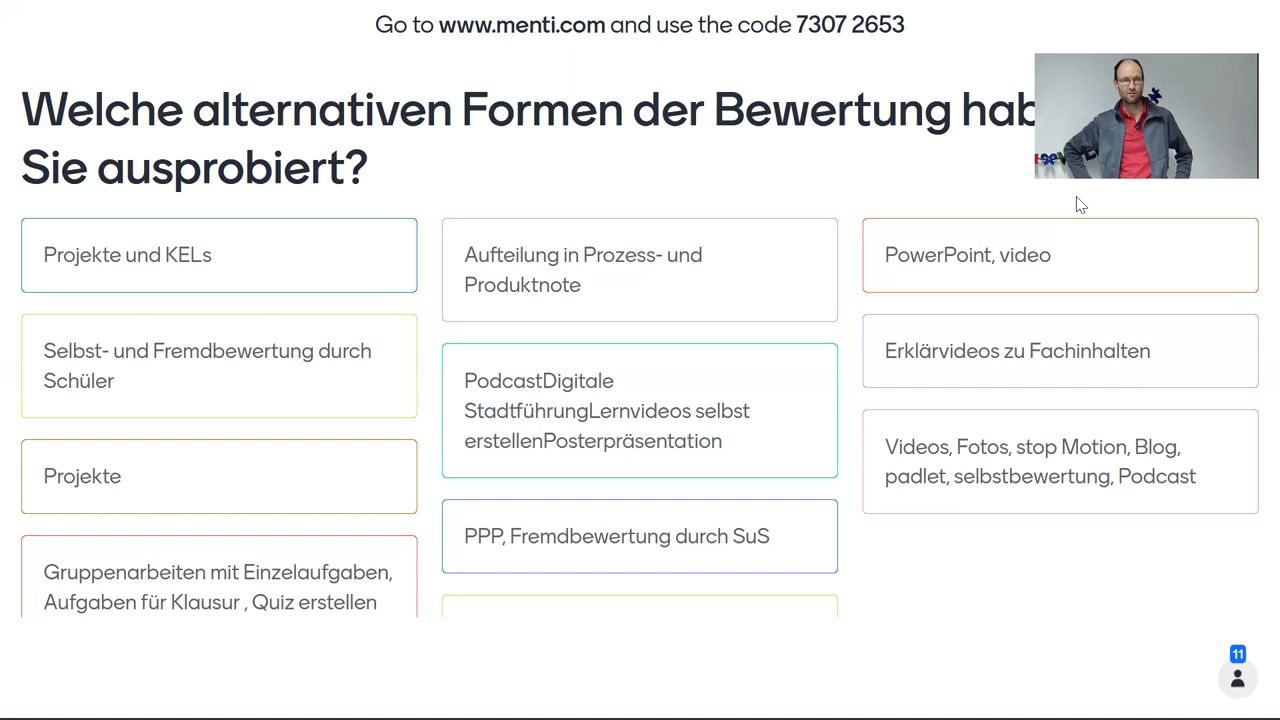 Go to www.menti.com and use the code 7307 2653
Welche alternativen Formen der Bewertung
Sie ausprobiert?
Projekte und KELs
Selbst- und Fremdbewertung durch
Schüler
Projekte
Gruppenarbeiten mit Einzelaufgaben,
Aufgaben für Klausur , Quiz erstellen
Aufteilung in Prozess- und
Produktnote
PodcastDigitale
StadtführungLernvideos selbst
erstellenPosterpräsentation
PPP, Fremdbewertung durch SuS
PowerPoint, video
Erklärvideos zu Fachinhalten
Videos, Fotos, stop Motion, Blog,
padlet, selbstbewertung, Podcast
11